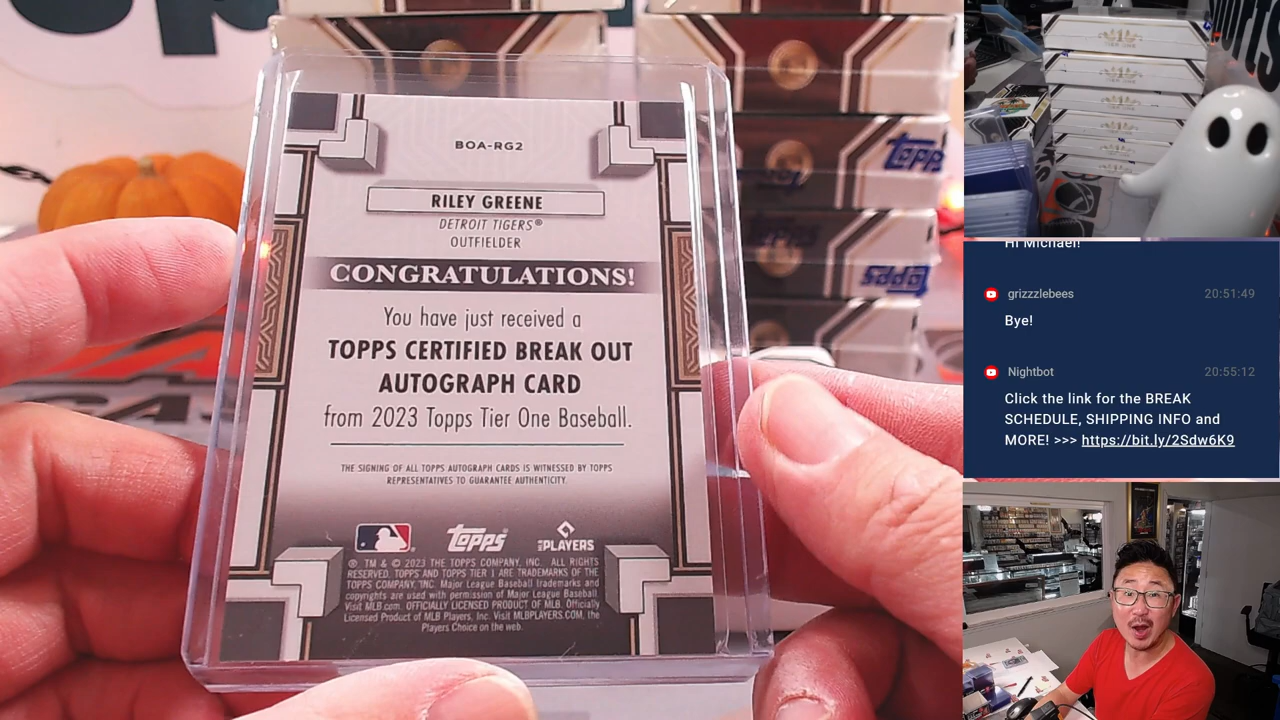 BOA-RG2
RILEY GREENE
DETROIT TIGERS®
OUTFIELDER
CONGRATULATIONS!
You have just received a
TOPPS CERTIFIED BREAK OUT
AUTOGRAPH CARD
from 2023 Topps Tier One Baseball.
THE SIGNING OF ALL TOPPS AUTOGRAPH CARDS IS WITNESSED BY TOPPS
REPRESENTATIVES TO GUARANTEE AUTHENTICITY.
Topps
PLAYERS
® TM & © 2023 THE TOPPS COMPANY, INC. ALL RIGHTS
RESERVED. TOPPS AND TOPPS TIER 1 ARE TRADEMARKS OF THE
TOPPS COMPANY, INC. Major League Baseball trademarks and
copyrights are used with permission of Major League Baseball.
Visit MLB.com. OFFICIALLY LICENSED PRODUCT OF MLB. Officially
Licensed Product of MLB Players, Inc. Visit MLBPLAYERS.COM, the
Players Choice on the web.
Topps
Topps
TIER ONE
Hi Michael!
grizzzlebees 20:51:49
Bye!
Nightbot 20:55:12
Click the link for the BREAK
SCHEDULE, SHIPPING INFO and
MORE! >>> https://bit.ly/2Sdw6K9